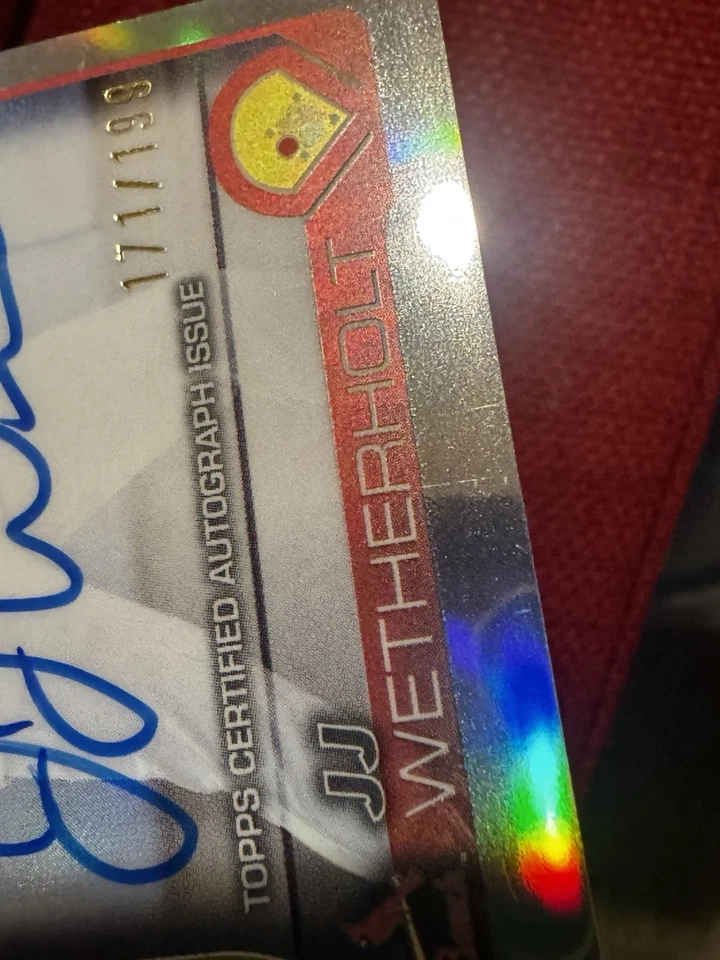 171/199
TOPPS CERTIFIED AUTOGRAPH ISSUE
JJ
WETHERHOLT